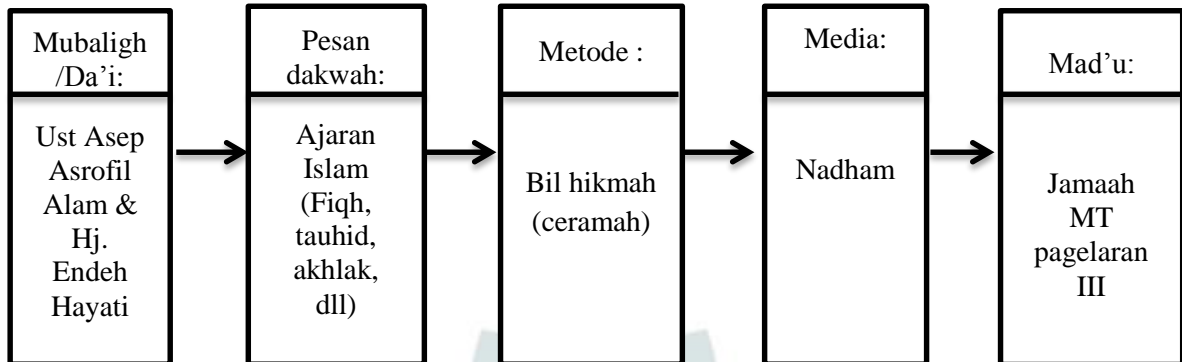 Mubaligh
/Da’i:
Ust Asep
Asrofil
Alam &
Hj.
Endeh
Hayati
Pesan
dakwah:
Ajaran
Islam
(Fiqh,
tauhid,
akhlak,
dll)
Metode :
Bil hikmah
(ceramah)
Media:
Nadham
Mad’u:
Jamaah
MT
pagelaran
III